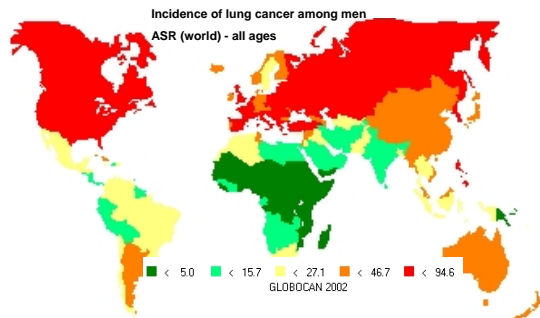 Incidence of lung cancer among men
ASR (world) - all ages
< 5.0 < 15.7 < 27.1 < 46.7 < 94.6
GLOBOCAN 2002